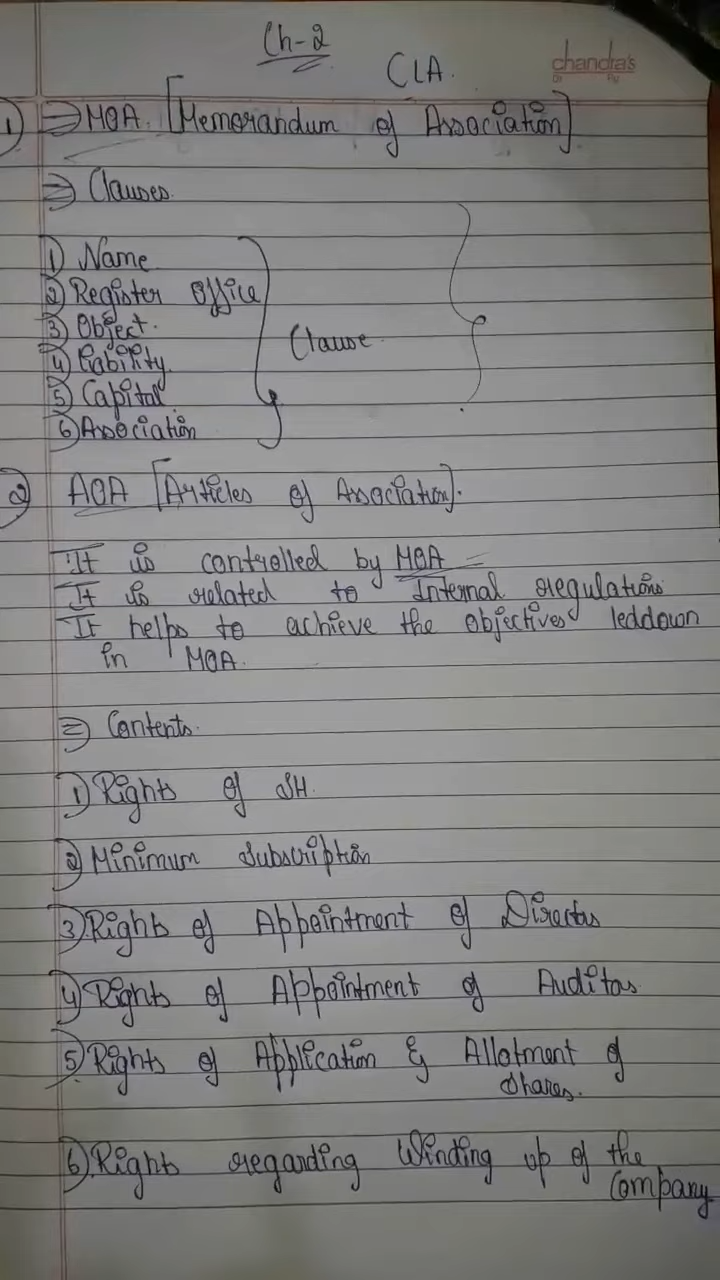 Ch-2
CLA.
chandra's
1 ⇒ MOA. [Memorandum of Association]
⇒ Clauses.
1) Name
2) Register Office
3) Object.
4) Liability.
Clause
5) Capital
6) Association
2 AOA [Articles of Association].
It is controlled by MOA
It is related to Internal regulations
It helps to achieve the objectives leddown
in MOA.
⇒ Contents.
1) Rights of SH.
2) Minimum Subscription
3) Rights of Appointment of Directors
4) Rights of Appointment of Auditors
5) Rights of Application & Allotment of
Shares.
6) Rights regarding Winding up of the
Company